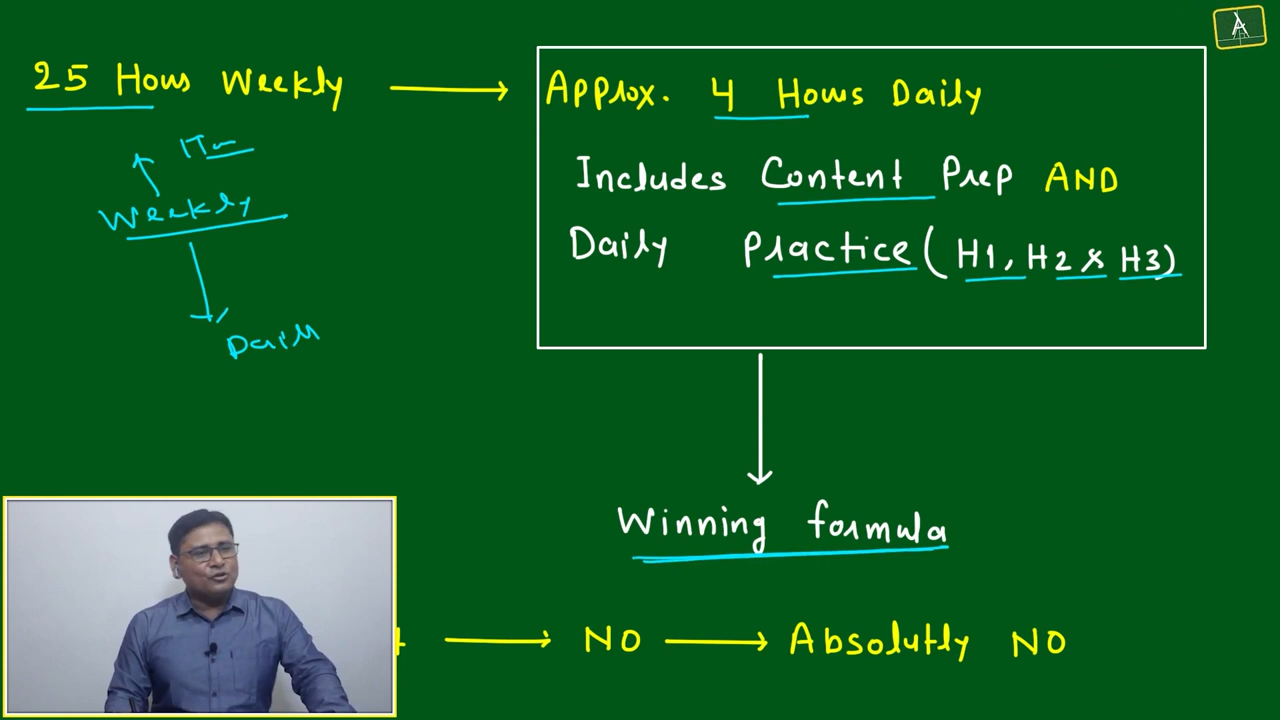 25 Hours Weekly
Approx. 4 Hours Daily
Includes Content Prep AND
Daily Practice (H1, H2 & H3)
Weekly
Daily
Winning formula
NO
Absolutly NO
A